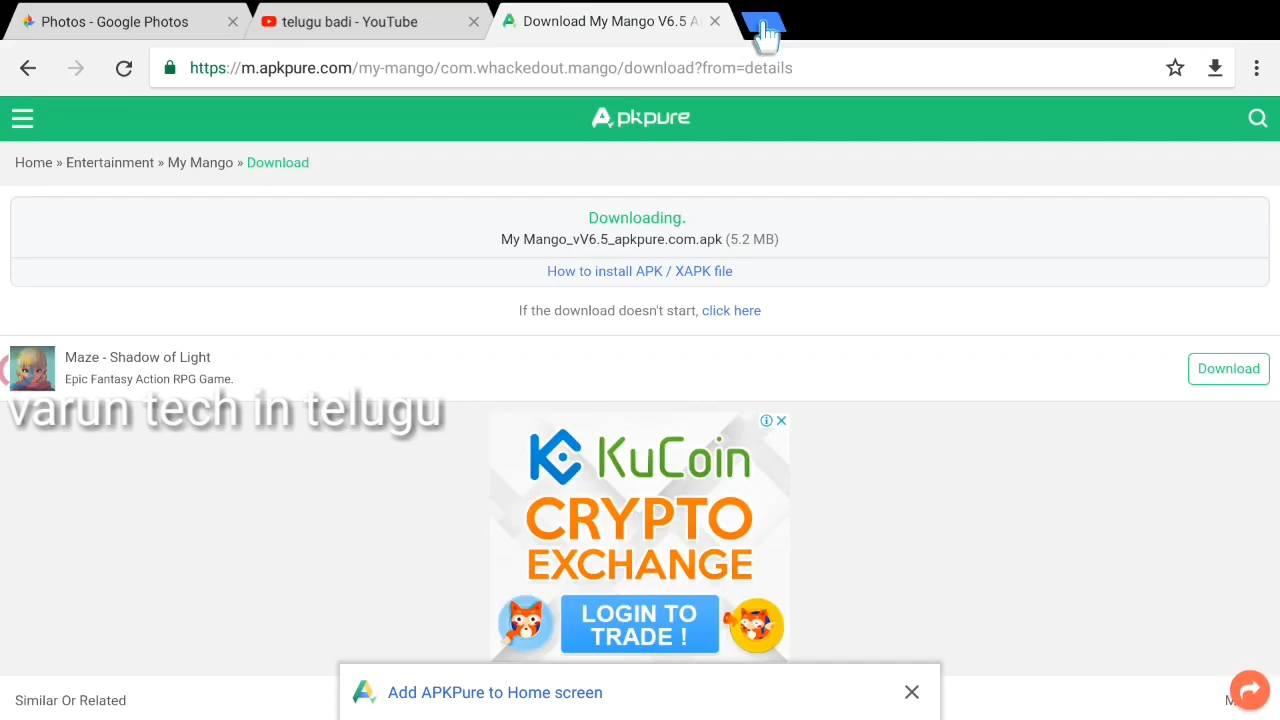 Photos - Google Photos
telugu badi - YouTube
Download My Mango V6.5 A
https://m.apkpure.com/my-mango/com.whackedout.mango/download?from=details
Apkpure
Home » Entertainment » My Mango » Download
Downloading.
My Mango_vV6.5_apkpure.com.apk (5.2 MB)
How to install APK / XAPK file
If the download doesn't start, click here
Maze - Shadow of Light
Epic Fantasy Action RPG Game.
Download
varun tech in telugu
KuCoin
CRYPTO
EXCHANGE
LOGIN TO
TRADE !
Add APKPure to Home screen
Similar Or Related